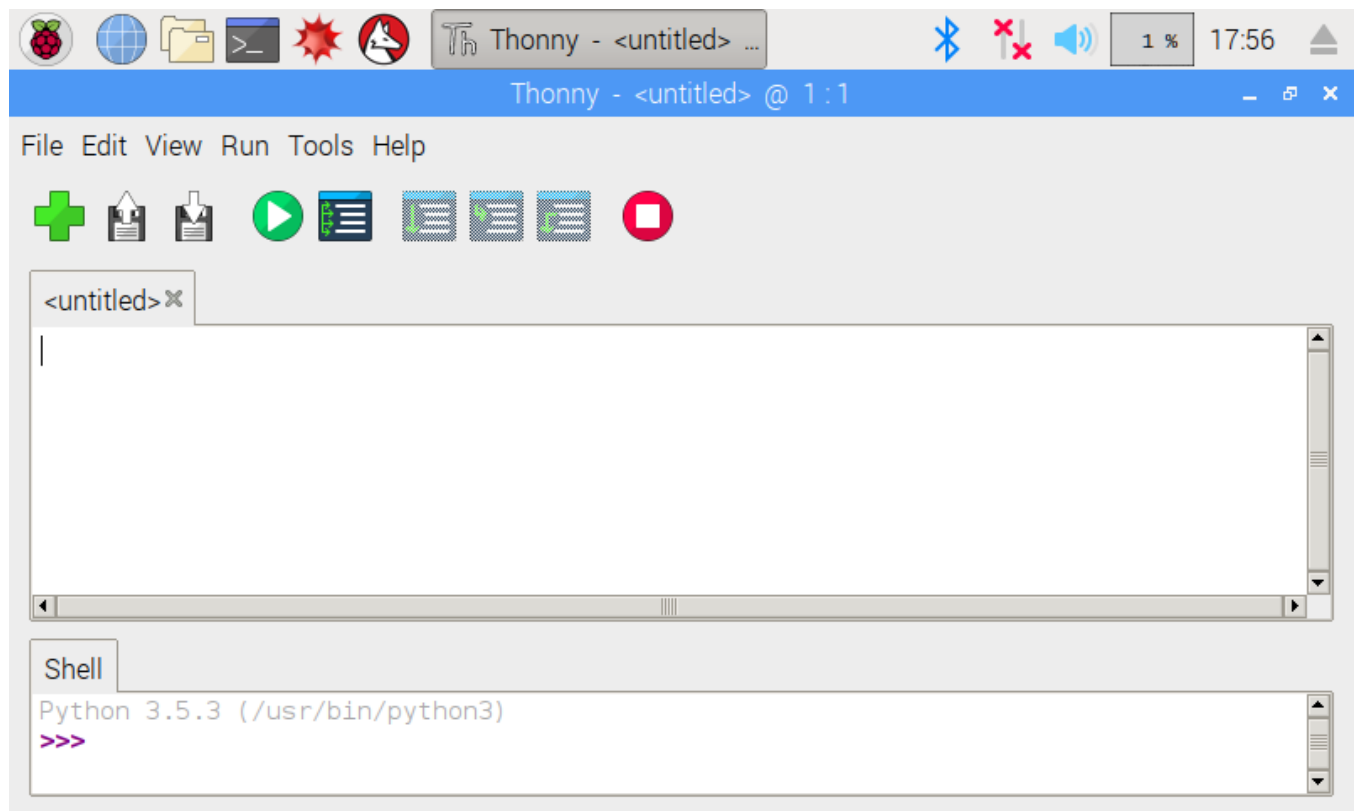 >_
Th Thonny - <untitled> ...
1 %
17:56
Thonny - <untitled> @ 1:1
File Edit View Run Tools Help
<untitled>
Shell
Python 3.5.3 (/usr/bin/python3)
>>>